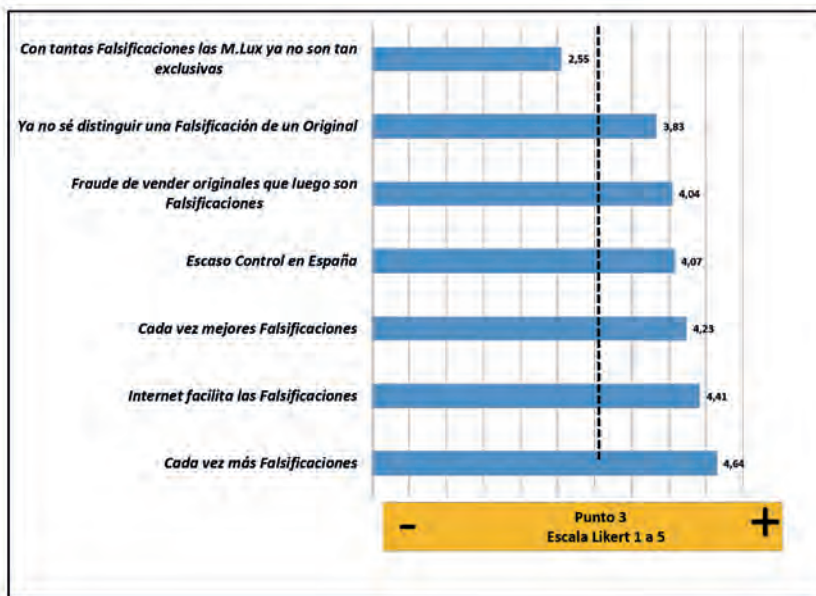 Con tantas Falsificaciones las M.Lux ya no son tan
exclusivas
2,55
Ya no sé distinguir una Falsificación de un Original
3,83
Fraude de vender originales que luego son
Falsificaciones
4,04
Escaso Control en España
4,07
Cada vez mejores Falsificaciones
4,23
Internet facilita las Falsificaciones
4,41
Cada vez más Falsificaciones
4,64
- Punto 3 +
Escala Likert 1 a 5